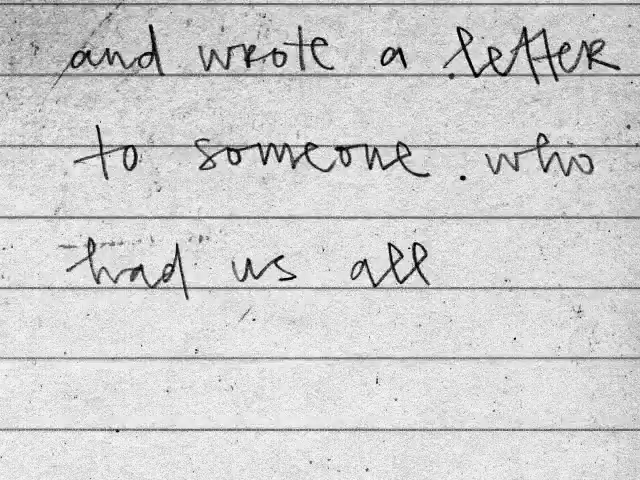 and wrote a letter
to someone. who
had us all